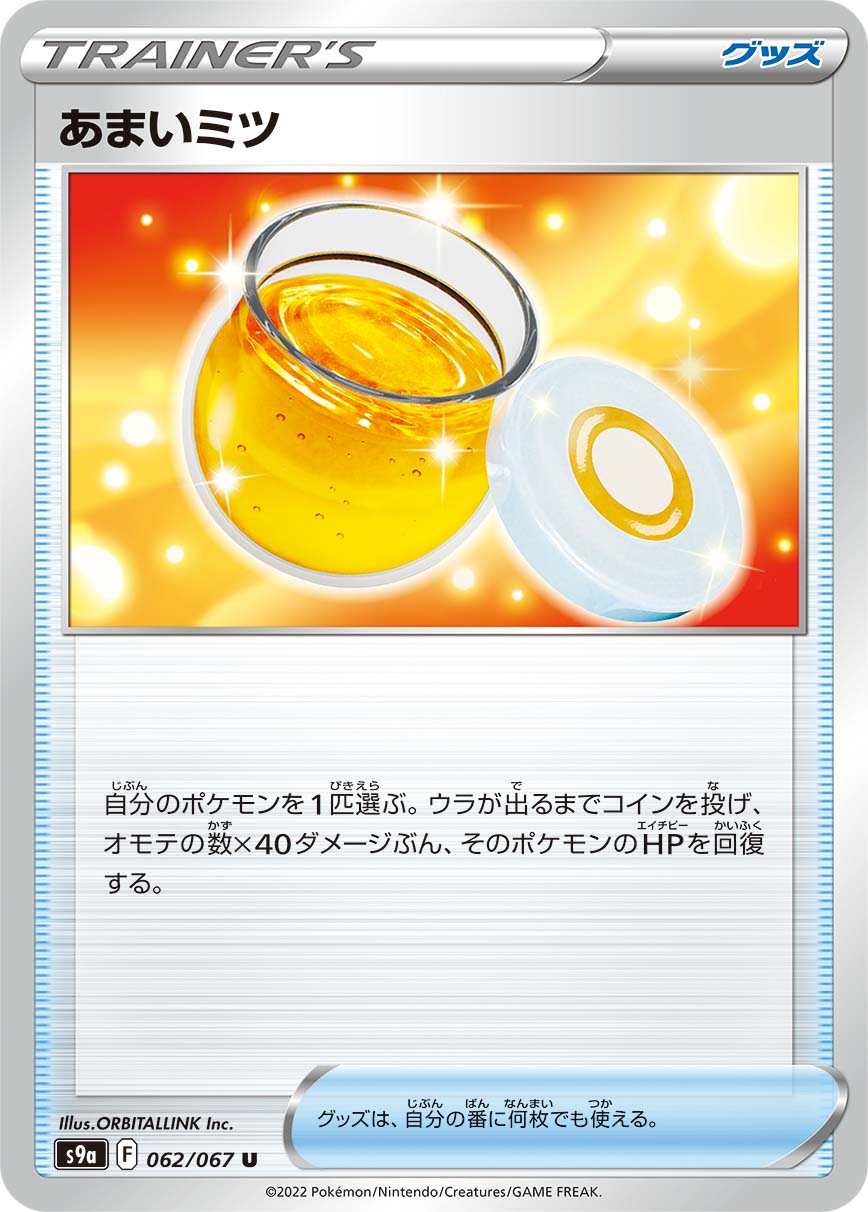 TRAINER'S グッズ
あまいミツ
じぶん びきえら で な
自分のポケモンを1匹選ぶ。ウラが出るまでコインを投げ、
かず エイチピー かいふく
オモテの数×40ダメージぶん、そのポケモンのHPを回復
する。
じぶん ばん なんまい つか
グッズは、自分の番に何枚でも使える。
Illus.ORBITALLINK Inc.
s9a F 062/067 U
©2022 Pokémon/Nintendo/Creatures/GAME FREAK.